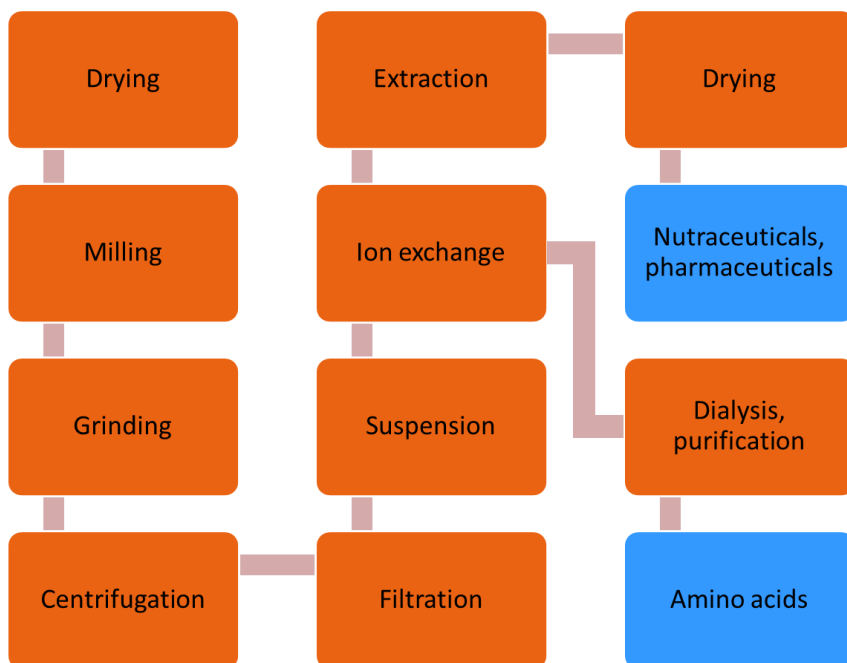 Drying
Milling
Grinding
Centrifugation
Filtration
Suspension
Ion exchange
Extraction
Drying
Nutraceuticals,
pharmaceuticals
Dialysis,
purification
Amino acids